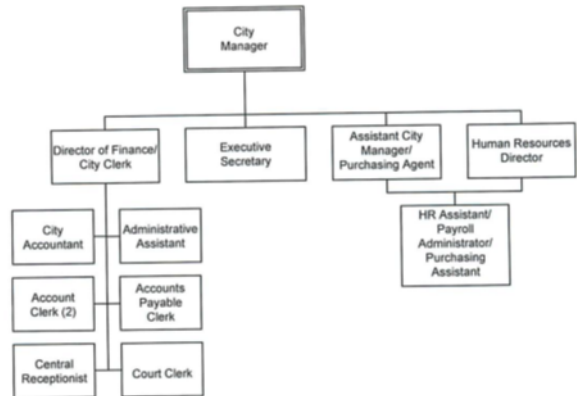 City
Manager
Director of Finance/
City Clerk
Executive
Secretary
Assistant City
Manager/
Purchasing Agent
Human Resources
Director
City
Accountant
Administrative
Assistant
HR Assistant/
Payroll
Administrator/
Purchasing
Assistant
Account
Clerk (2)
Accounts
Payable
Clerk
Central
Receptionist
Court Clerk